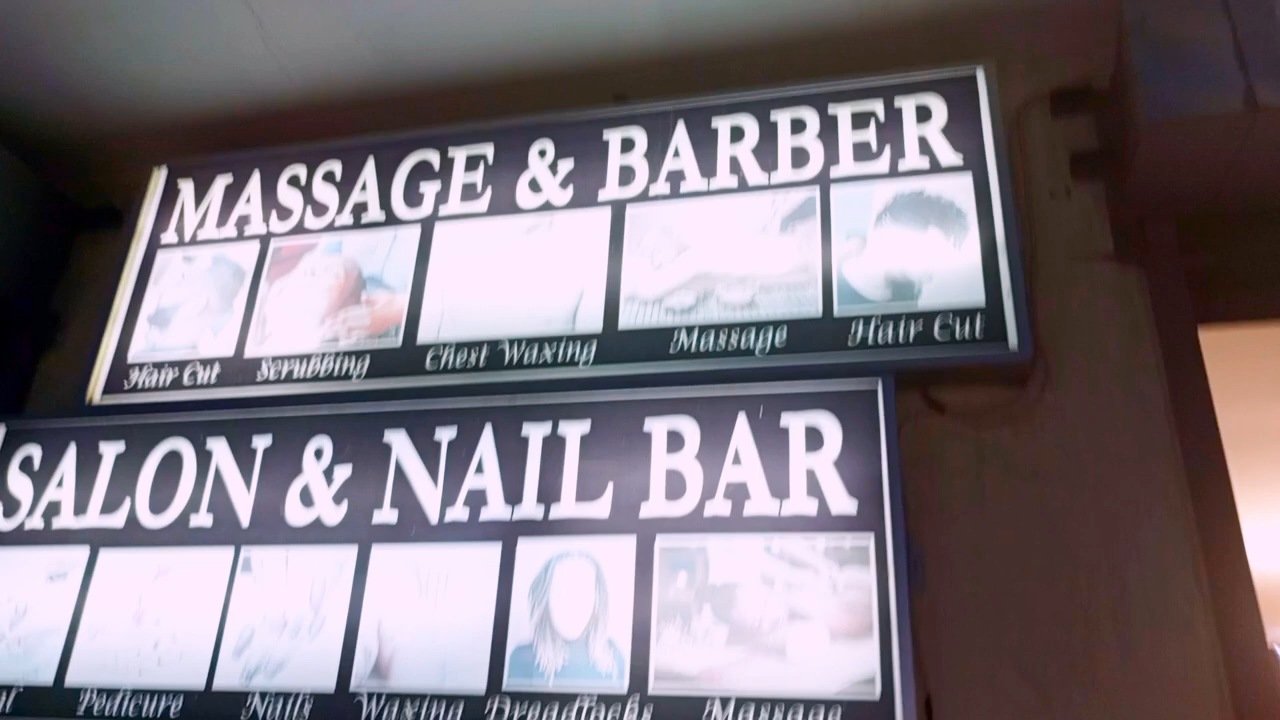 MASSAGE & BARBER
Hair Cut Scrubbing Chest Waxing Massage Hair Cut
SALON & NAIL BAR
Pedicure Nails Waxing Dreadlocks Massage